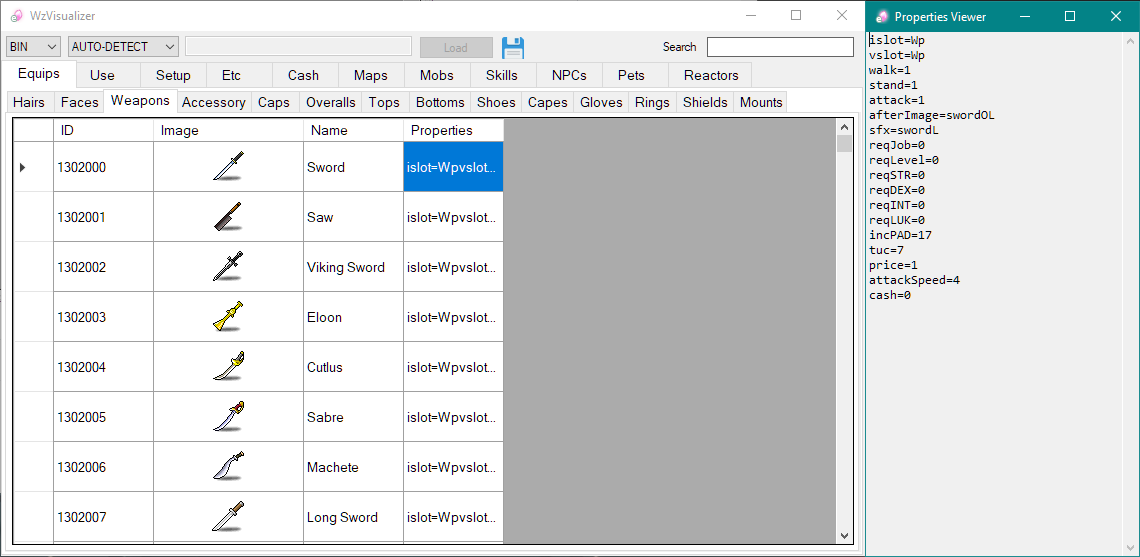 WzVisualizer
Properties Viewer
BIN AUTO-DETECT Load Search
Equips Use Setup Etc Cash Maps Mobs Skills NPCs Pets Reactors
Hairs Faces Weapons Accessory Caps Overalls Tops Bottoms Shoes Capes Gloves Rings Shields Mounts
ID Image Name Properties
1302000 Sword islot=Wpvslot...
1302001 Saw islot=Wpvslot...
1302002 Viking Sword islot=Wpvslot...
1302003 Eloon islot=Wpvslot...
1302004 Cutlus islot=Wpvslot...
1302005 Sabre islot=Wpvslot...
1302006 Machete islot=Wpvslot...
1302007 Long Sword islot=Wpvslot...
islot=Wp
vslot=Wp
walk=1
stand=1
attack=1
afterImage=swordOL
sfx=swordL
reqJob=0
reqLevel=0
reqSTR=0
reqDEX=0
reqINT=0
reqLUK=0
incPAD=17
tuc=7
price=1
attackSpeed=4
cash=0